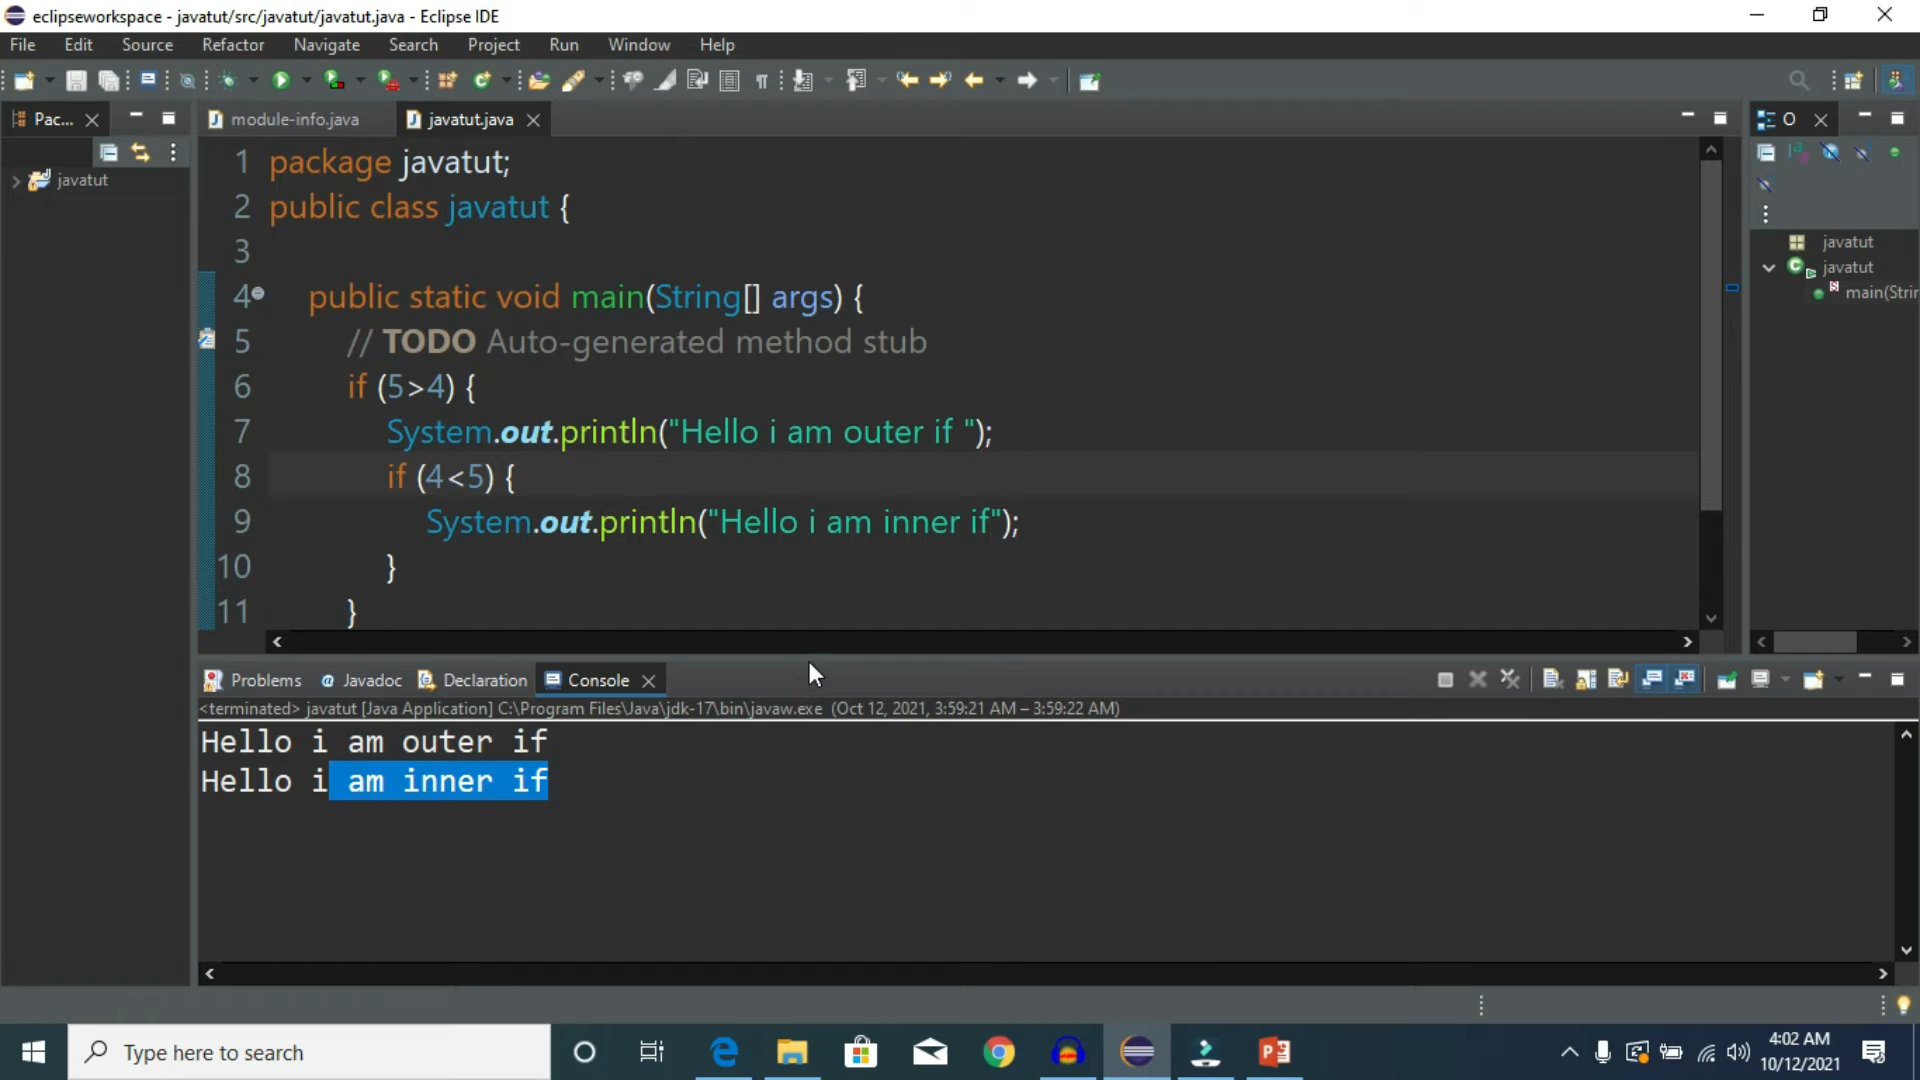 eclipseworkspace - javatut/src/javatut/javatut.java - Eclipse IDE
File Edit Source Refactor Navigate Search Project Run Window Help
Pac... module-info.java javatut.java O
javatut
1 package javatut;
2 public class javatut {
3
4 public static void main(String[] args) {
5 // TODO Auto-generated method stub
6 if (5>4) {
7 System.out.println("Hello i am outer if ");
8 if (4<5) {
9 System.out.println("Hello i am inner if");
10 }
11 }
javatut
javatut
main(Strin
Problems Javadoc Declaration Console
<terminated> javatut [Java Application] C:\Program Files\Java\jdk-17\bin\javaw.exe (Oct 12, 2021, 3:59:21 AM – 3:59:22 AM)
Hello i am outer if
Hello i am inner if
Type here to search
4:02 AM
10/12/2021